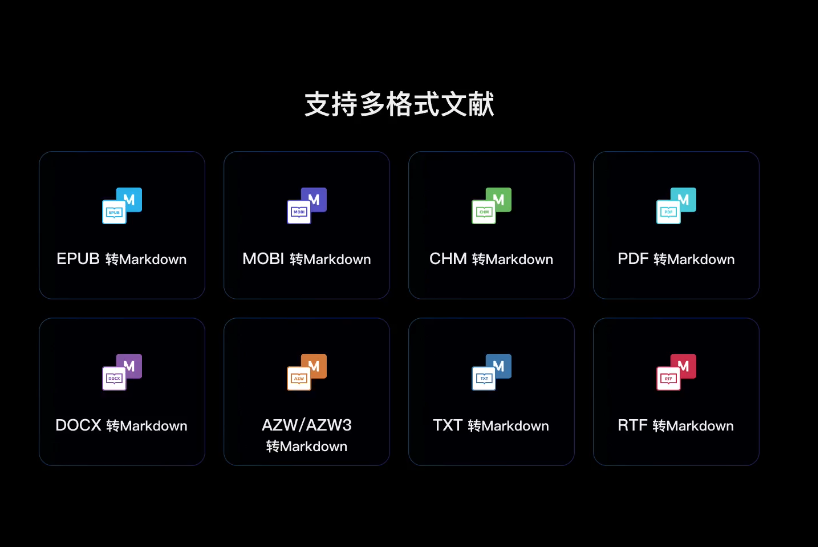 支持多格式文献
M
EPUB
EPUB 转Markdown
M
MOBI
MOBI 转Markdown
M
CHM
CHM 转Markdown
M
PDF
PDF 转Markdown
M
DOCX
DOCX 转Markdown
M
AZW
AZW/AZW3
转Markdown
M
TXT
TXT 转Markdown
M
RTF
RTF 转Markdown